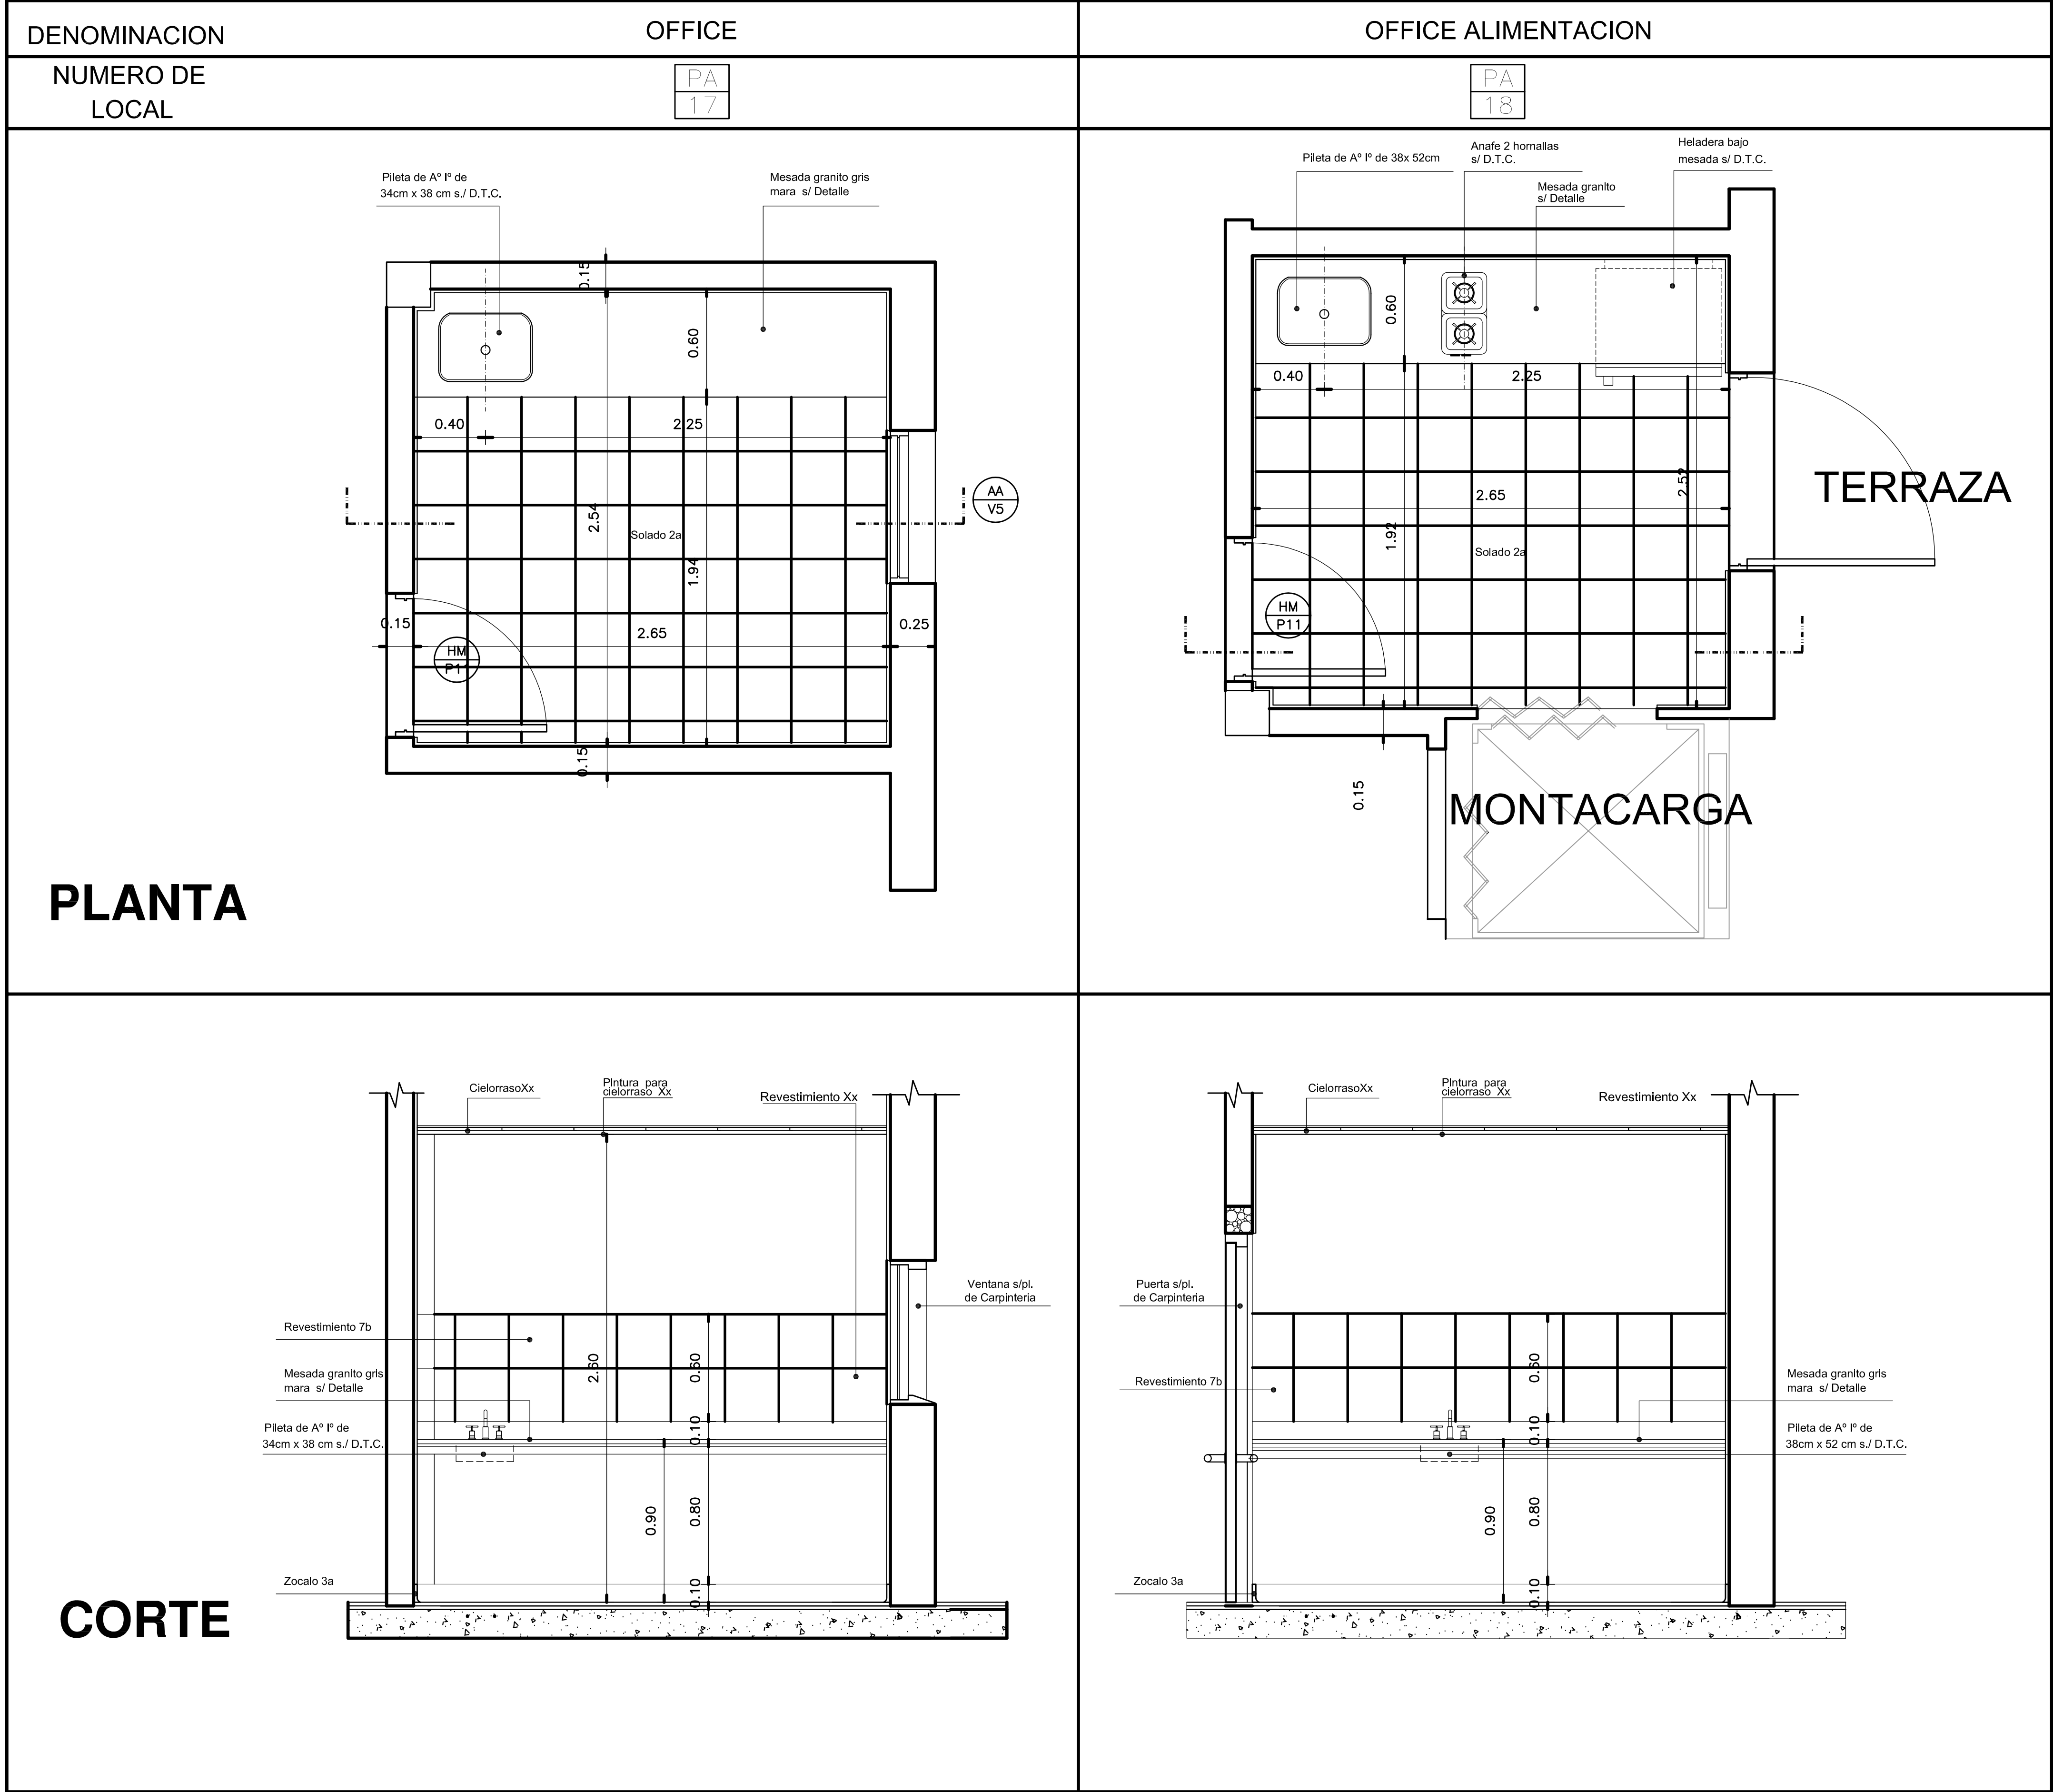 DENOMINACION
OFFICE
OFFICE ALIMENTACION
NUMERO DE
LOCAL
PA
17
PA
18
Pileta de Aº Iº de
34cm x 38 cm s./ D.T.C.
Mesada granito gris
mara s/ Detalle
0.15
0.60
0.40
2.25
2.54
Solado 2a
1.94
AA
V5
0.15
2.65
0.25
HM
P11
0.15
Pileta de Aº Iº de 38x 52cm
Anafe 2 hornallas
s/ D.T.C.
Mesada granito
s/ Detalle
Heladera bajo
mesada s/ D.T.C.
0.60
0.40
2.25
2.52
2.65
1.92
Solado 2a
TERRAZA
HM
P11
0.15
MONTACARGA
PLANTA
CielorrasoXx
Pintura para
cielorraso Xx
Revestimiento Xx
Ventana s/pl.
de Carpinteria
Revestimiento 7b
2.60
0.60
Mesada granito gris
mara s/ Detalle
Pileta de Aº Iº de
34cm x 38 cm s./ D.T.C.
0.10
0.90
0.80
Zocalo 3a
0.10
CielorrasoXx
Pintura para
cielorraso Xx
Revestimiento Xx
Puerta s/pl.
de Carpinteria
Revestimiento 7b
0.60
Mesada granito gris
mara s/ Detalle
0.10
Pileta de Aº Iº de
38cm x 52 cm s./ D.T.C.
0.90
0.80
Zocalo 3a
0.10
CORTE